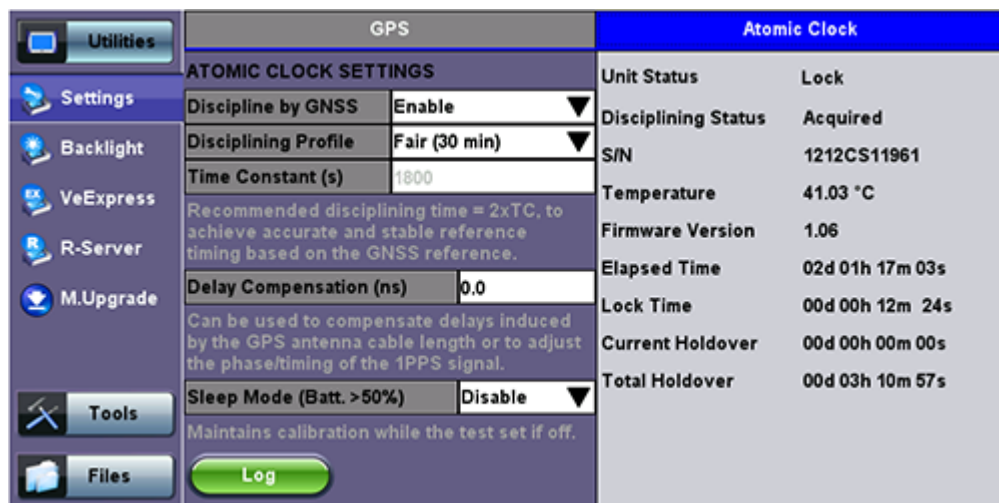 Utilities
Settings
Backlight
EX
VeExpress
R
R-Server
M.Upgrade
Tools
Files
GPS
ATOMIC CLOCK SETTINGS
Discipline by GNSS Enable
Disciplining Profile Fair (30 min)
Time Constant (s) 1800
Recommended disciplining time = 2xTC, to
achieve accurate and stable reference
timing based on the GNSS reference.
Delay Compensation (ns) 0.0
Can be used to compensate delays induced
by the GPS antenna cable length or to adjust
the phase/timing of the 1PPS signal.
Sleep Mode (Batt. >50%) Disable
Maintains calibration while the test set if off.
Log
Atomic Clock
Unit Status Lock
Disciplining Status Acquired
S/N 1212CS11961
Temperature 41.03 °C
Firmware Version 1.06
Elapsed Time 02d 01h 17m 03s
Lock Time 00d 00h 12m 24s
Current Holdover 00d 00h 00m 00s
Total Holdover 00d 03h 10m 57s